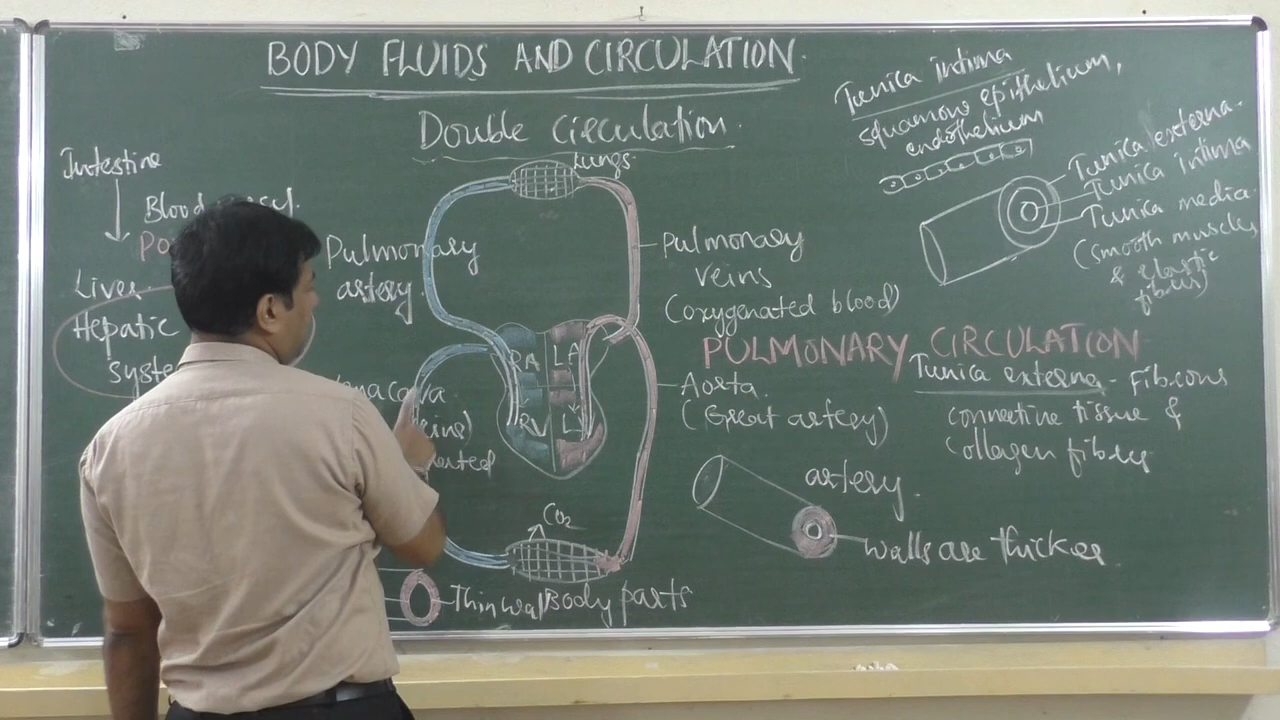 BODY FLUIDS AND CIRCULATION
Double Circulation
Intestine
Blood
Liver
Hepatic
Pulmonary
artery
lungs
Pulmonary
veins
(oxygenated blood)
PULMONARY CIRCULATION
Aorta
(Great artery)
RA LA
RV
CO2
Body parts
Thin wall
artery.
walls are thicker
Tunica intima
squamous epithelium,
endothelium
Tunica externa
Tunica intima
Tunica media
(smooth muscles
& elastic
fibres)
Tunica externa - Fibrous
connective tissue &
Collagen fibres